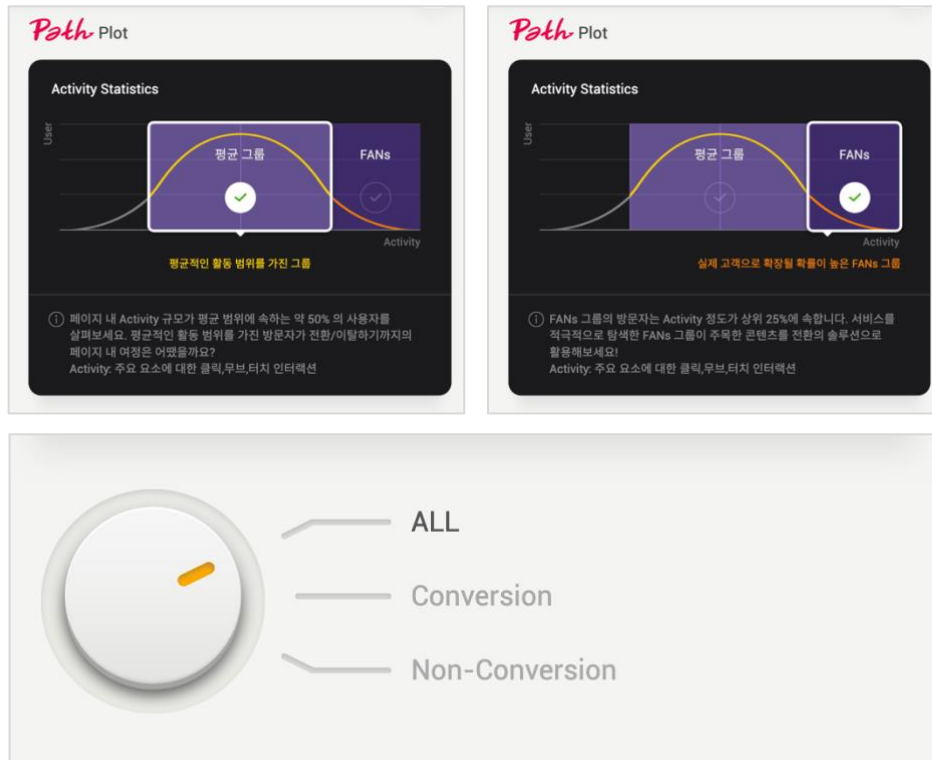 Path Plot
Activity Statistics
User
평균 그룹
FANs
Activity
평균적인 활동 범위를 가진 그룹
페이지 내 Activity 규모가 평균 범위에 속하는 약 50% 의 사용자를
살펴보세요. 평균적인 활동 범위를 가진 방문자가 전환/이탈하기까지의
페이지 내 여정은 어땠을까요?
Activity: 주요 요소에 대한 클릭,무브,터치 인터랙션
Path Plot
Activity Statistics
User
평균 그룹
FANs
Activity
실제 고객으로 확장될 확률이 높은 FANs 그룹
FANs 그룹의 방문자는 Activity 정도가 상위 25%에 속합니다. 서비스를
적극적으로 탐색한 FANs 그룹이 주목한 콘텐츠를 전환의 솔루션으로
활용해보세요!
Activity: 주요 요소에 대한 클릭,무브,터치 인터랙션
ALL
Conversion
Non-Conversion